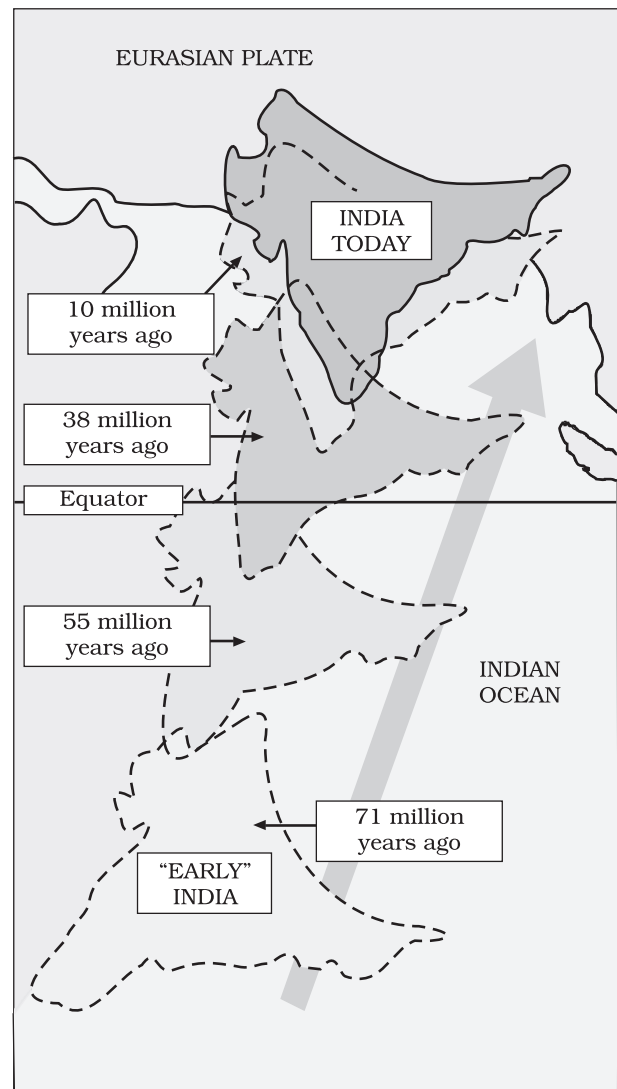 EURASIAN PLATE
INDIA
TODAY
10 million
years ago
38 million
years ago
Equator
55 million
years ago
INDIAN
OCEAN
71 million
years ago
“EARLY”
INDIA